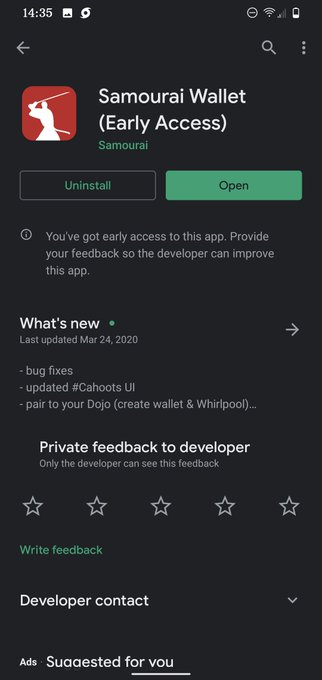 14:35
Samourai Wallet
(Early Access)
Samourai
Uninstall
Open
You've got early access to this app. Provide
your feedback so the developer can improve
this app.
What's new
Last updated Mar 24, 2020
- bug fixes
- updated #Cahoots UI
- pair to your Dojo (create wallet & Whirlpool)...
Private feedback to developer
Only the developer can see this feedback
Write feedback
Developer contact
Ads · Suggested for you